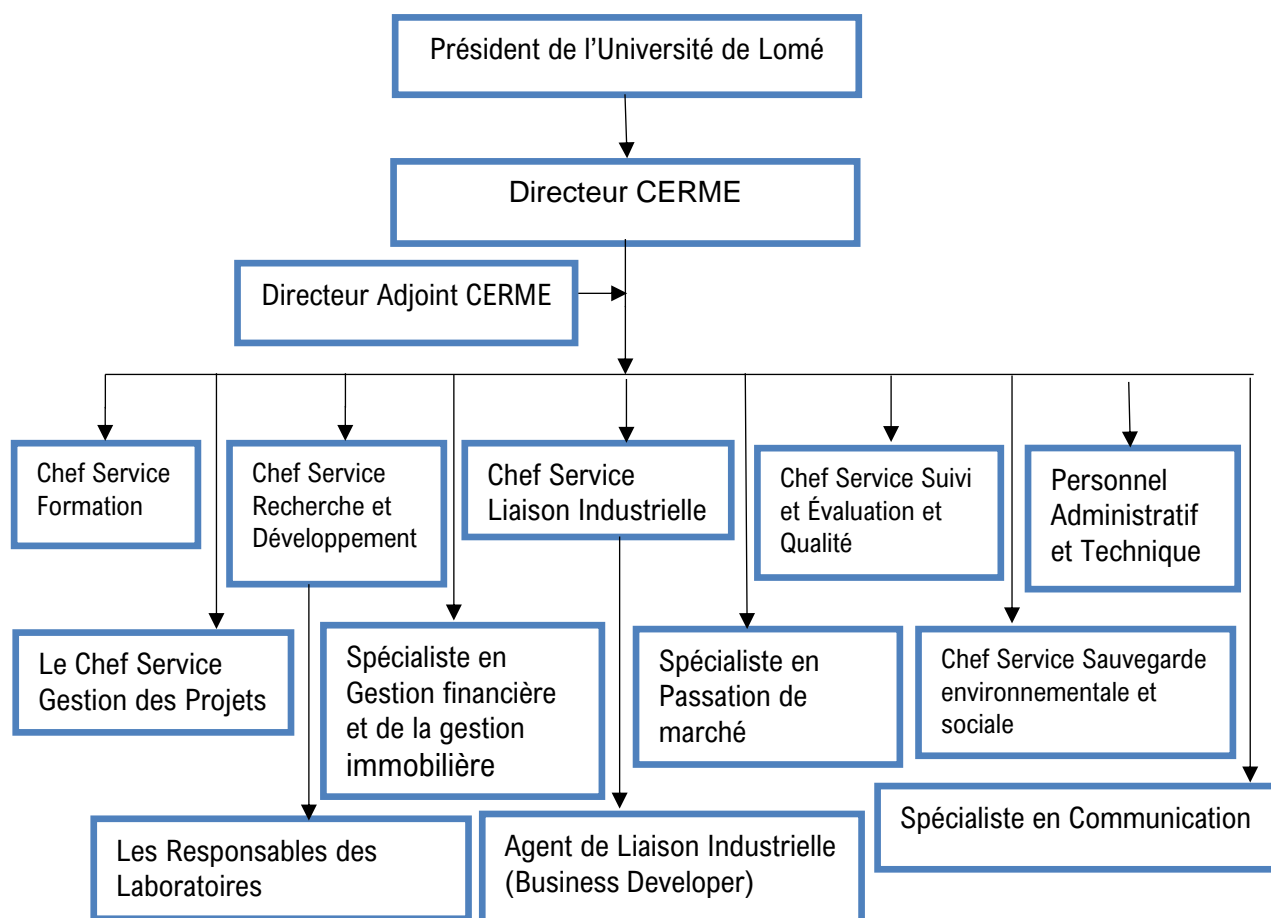 Président de l'Université de Lomé
Directeur CERME
Directeur Adjoint CERME
Chef Service
Formation
Chef Service
Recherche et
Développement
Chef Service
Liaison Industrielle
Chef Service Suivi
et Évaluation et
Qualité
Personnel
Administratif
et Technique
Le Chef Service
Gestion des Projets
Spécialiste en
Gestion financière
et de la gestion
immobilière
Spécialiste en
Passation de
marché
Chef Service Sauvegarde
environnementale et
sociale
Les Responsables des
Laboratoires
Agent de Liaison Industrielle
(Business Developer)
Spécialiste en Communication